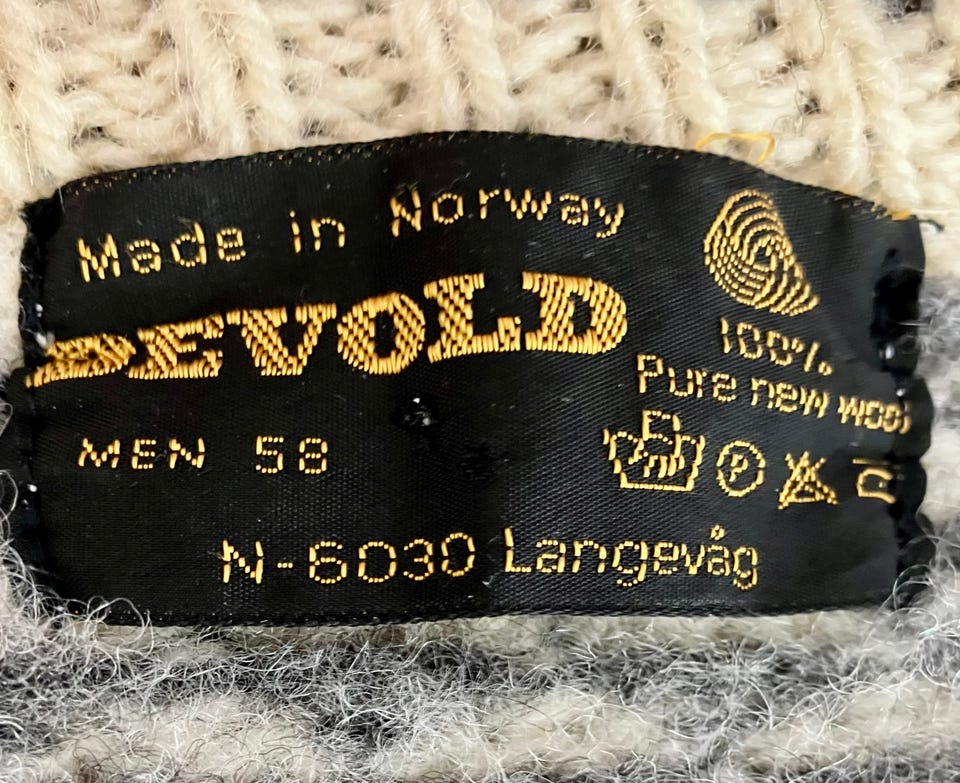 Made in Norway
DEVOLD
100%
Pure new wool
MEN 58
P
N-6030 Langevåg